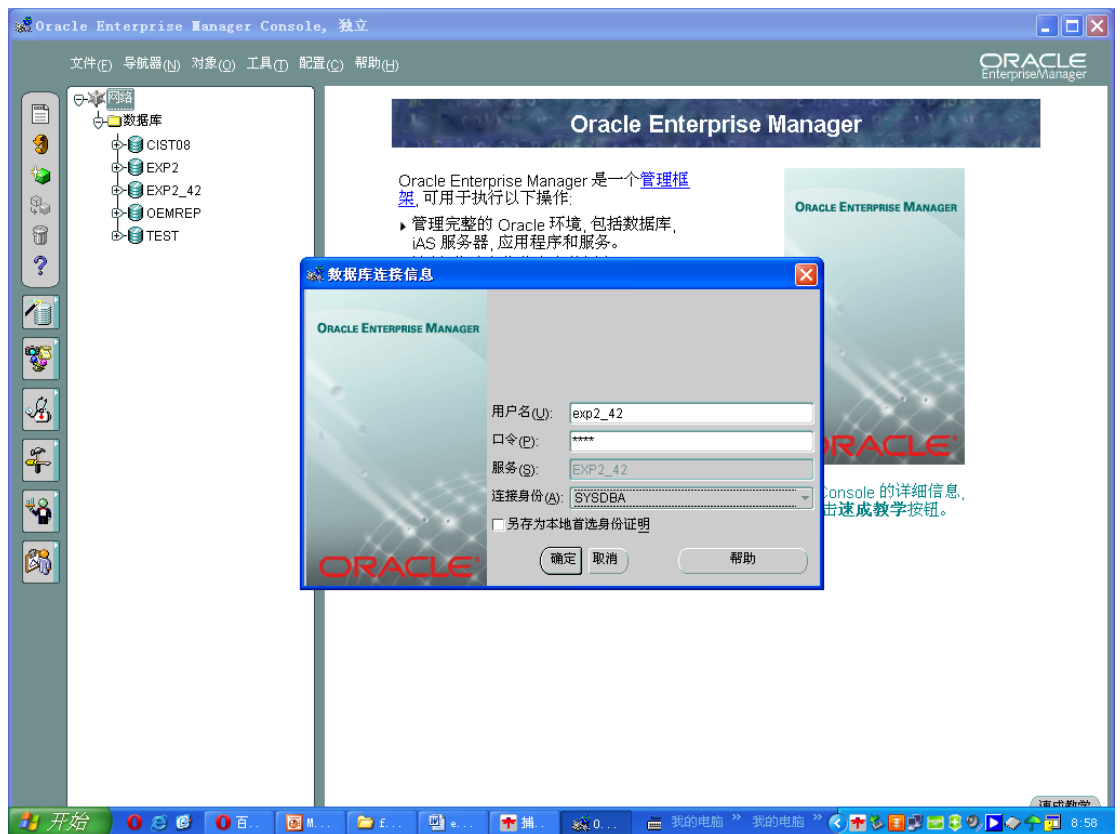 Oracle Enterprise Manager Console, 独立
文件(F) 导航器(N) 对象(O) 工具(T) 配置(C) 帮助(H)
ORACLE
EnterpriseManager
网络
数据库
CIST08
EXP2
EXP2_42
OEMREP
TEST
Oracle Enterprise Manager
Oracle Enterprise Manager 是一个管理框
架, 可用于执行以下操作:
管理完整的 Oracle 环境, 包括数据库,
iAS 服务器, 应用程序和服务。
ORACLE ENTERPRISE MANAGER
数据库连接信息
ORACLE ENTERPRISE MANAGER
用户名(U): exp2_42
口令(P): ****
服务(S): EXP2_42
连接身份(A): SYSDBA
另存为本地首选身份证明
确定 取消 帮助
ORACLE
RACLE
Console 的详细信息,
击速成教学按钮。
速成教学
开始 百.. M... f... e... 捕.. O... 我的电脑 » 我的电脑 » 8:58